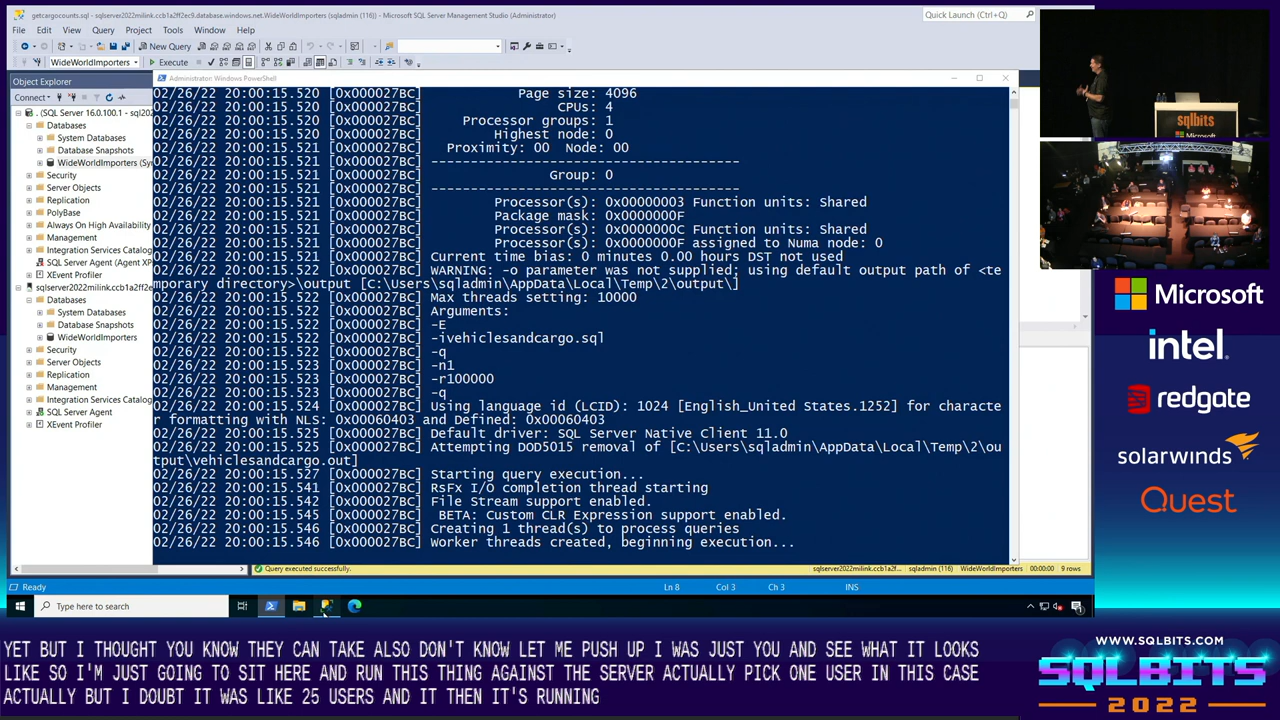 getcargocounts.sql - sqlserver2022milink.ccb1a2ff2ec9.database.windows.net.WideWorldImporters (sqladmin (116)) - Microsoft SQL Server Management Studio (Administrator)
Quick Launch (Ctrl+Q)
File Edit View Query Project Tools Window Help
New Query
WideWorldImporters
Execute
Object Explorer
Connect
. (SQL Server 16.0.100.1 - sql202
Databases
System Databases
Database Snapshots
WideWorldImporters (Syn
Security
Server Objects
Replication
PolyBase
Always On High Availability
Management
Integration Services Catalog
SQL Server Agent (Agent XP
XEvent Profiler
sqlserver2022milink.ccb1a2ff2e
Databases
System Databases
Database Snapshots
WideWorldImporters
Security
Server Objects
Replication
Management
Integration Services Catalog
SQL Server Agent
XEvent Profiler
Administrator: Windows PowerShell
02/26/22 20:00:15.520 [0x000027BC] Page size: 4096
02/26/22 20:00:15.520 [0x000027BC] CPUs: 4
02/26/22 20:00:15.520 [0x000027BC] Processor groups: 1
02/26/22 20:00:15.520 [0x000027BC] Highest node: 0
02/26/22 20:00:15.520 [0x000027BC] Proximity: 00 Node: 00
02/26/22 20:00:15.521 [0x000027BC] ---------------------------------------
02/26/22 20:00:15.521 [0x000027BC] Group: 0
02/26/22 20:00:15.521 [0x000027BC] ---------------------------------------
02/26/22 20:00:15.521 [0x000027BC] Processor(s): 0x00000003 Function units: Shared
02/26/22 20:00:15.521 [0x000027BC] Package mask: 0x0000000F
02/26/22 20:00:15.521 [0x000027BC] Processor(s): 0x0000000C Function units: Shared
02/26/22 20:00:15.521 [0x000027BC] Processor(s): 0x0000000F assigned to Numa node: 0
02/26/22 20:00:15.521 [0x000027BC] Current time bias: 0 minutes 0.00 hours DST not used
02/26/22 20:00:15.522 [0x000027BC] WARNING: -o parameter was not supplied; using default output path of <te
mporary directory>\output [C:\Users\sqladmin\AppData\Local\Temp\2\output\]
02/26/22 20:00:15.522 [0x000027BC] Max threads setting: 10000
02/26/22 20:00:15.522 [0x000027BC] Arguments:
02/26/22 20:00:15.522 [0x000027BC] -E
02/26/22 20:00:15.522 [0x000027BC] -ivehiclesandcargo.sql
02/26/22 20:00:15.522 [0x000027BC] -q
02/26/22 20:00:15.523 [0x000027BC] -n1
02/26/22 20:00:15.523 [0x000027BC] -r100000
02/26/22 20:00:15.523 [0x000027BC] -q
02/26/22 20:00:15.524 [0x000027BC] Using language id (LCID): 1024 [English_United States.1252] for characte
r formatting with NLS: 0x00060403 and Defined: 0x00060403
02/26/22 20:00:15.525 [0x000027BC] Default driver: SQL Server Native Client 11.0
02/26/22 20:00:15.525 [0x000027BC] Attempting DOD5015 removal of [C:\Users\sqladmin\AppData\Local\Temp\2\ou
tput\vehiclesandcargo.out]
02/26/22 20:00:15.527 [0x000027BC] Starting query execution...
02/26/22 20:00:15.541 [0x000027BC] RsFx I/O completion thread starting
02/26/22 20:00:15.542 [0x000027BC] File Stream support enabled.
02/26/22 20:00:15.545 [0x000027BC] BETA: Custom CLR Expression support enabled.
02/26/22 20:00:15.546 [0x000027BC] Creating 1 thread(s) to process queries
02/26/22 20:00:15.546 [0x000027BC] Worker threads created, beginning execution...
Query executed successfully. sqlserver2022milink.ccb1a2f... sqladmin (116) WideWorldImporters 00:00:00 9 rows
Ready Ln 8 Col 3 Ch 3 INS
Type here to search
sqlbits
Microsoft
Microsoft
intel.
redgate
solarwinds
Quest
WWW.SQLBITS.COM
SQLBITS
2022
YET BUT I THOUGHT YOU KNOW THEY CAN TAKE ALSO DON'T KNOW LET ME PUSH UP I WAS JUST YOU AND SEE WHAT IT LOOKS
LIKE SO I'M JUST GOING TO SIT HERE AND RUN THIS THING AGAINST THE SERVER ACTUALLY PICK ONE USER IN THIS CASE
ACTUALLY BUT I DOUBT IT WAS LIKE 25 USERS AND IT THEN IT'S RUNNING